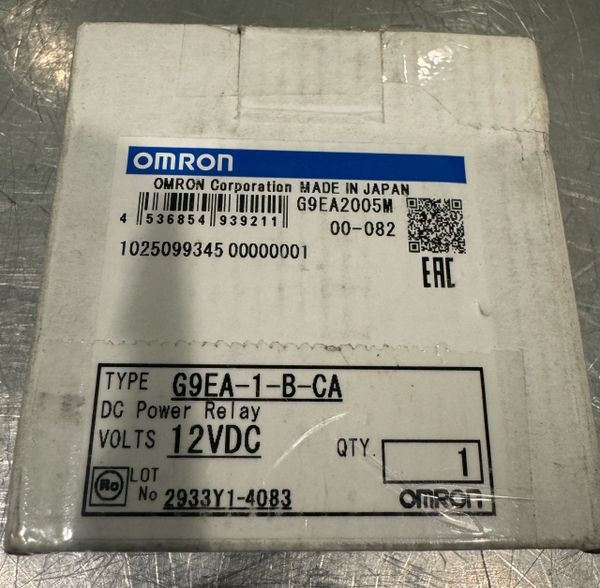 OMRON
OMRON Corporation MADE IN JAPAN
G9EA2005M
4 536854 939211
00-082
1025099345 00000001
EAC
TYPE G9EA-1-B-CA
DC Power Relay
VOLTS 12VDC
QTY. 1
Ro LOT No 2933Y1-4083
OMRON